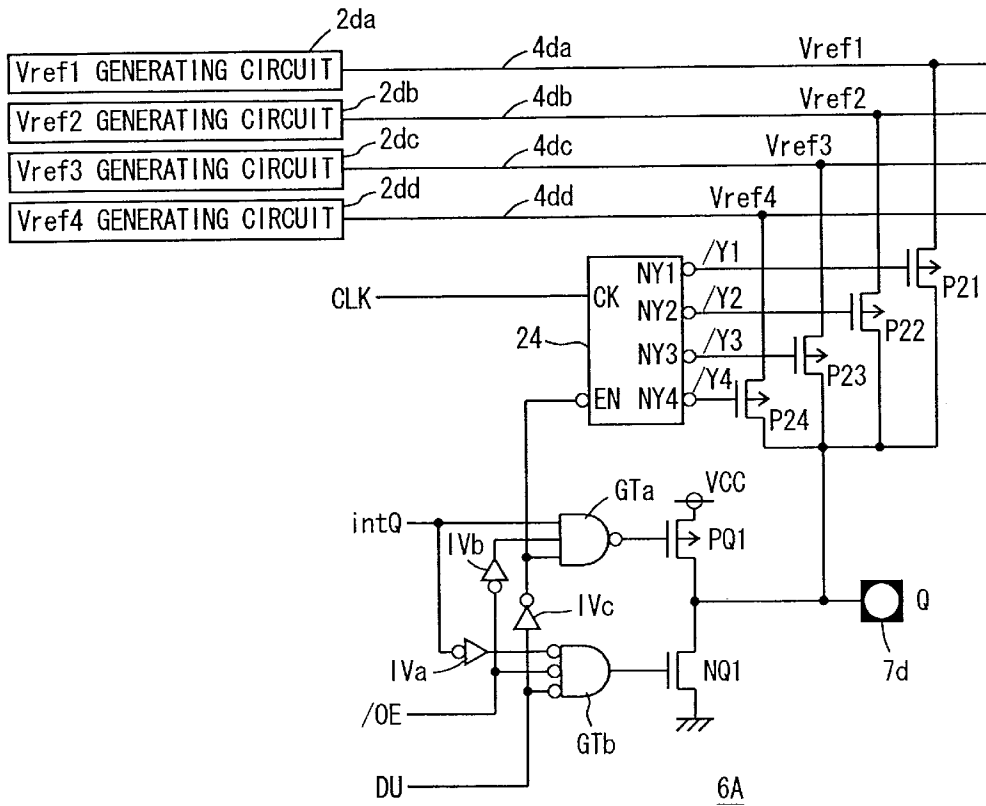 2da
Vref1 GENERATING CIRCUIT
4da
Vref1
2db
Vref2 GENERATING CIRCUIT
4db
Vref2
2dc
Vref3 GENERATING CIRCUIT
4dc
Vref3
2dd
Vref4 GENERATING CIRCUIT
4dd
Vref4
NY1
/Y1
P21
CLK
CK
NY2
/Y2
P22
24
NY3
/Y3
P23
EN
NY4
/Y4
P24
GTa
VCC
intQ
IVb
PQ1
IVc
Q
IVa
NQ1
7d
/OE
GTb
DU
6A